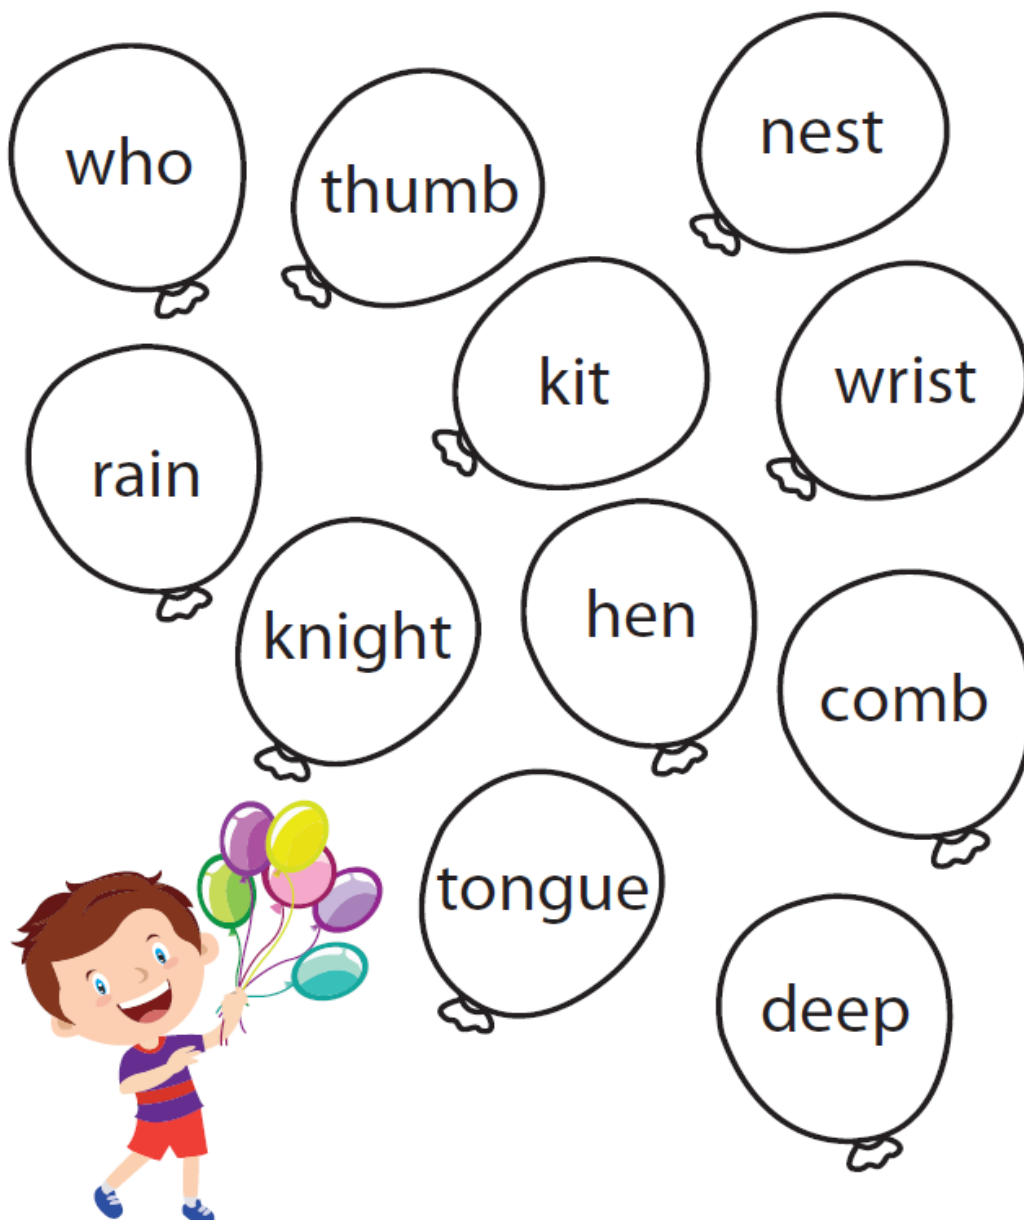 who
thumb
nest
kit
wrist
rain
knight
hen
comb
tongue
deep